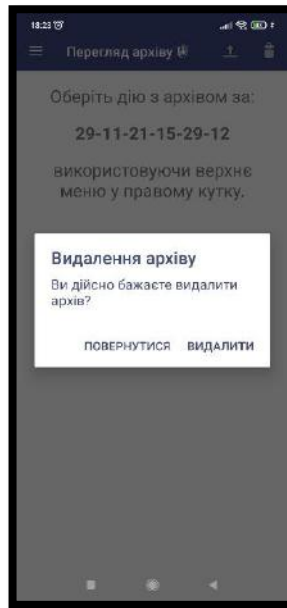 18:23
Перегляд архіву
Оберіть дію з архівом за:
29-11-21-15-29-12
використовуючи верхнє
меню у правому кутку.
Видалення архіву
Ви дійсно бажаєте видалити
архів?
ПОВЕРНУТИСЯ ВИДАЛИТИ